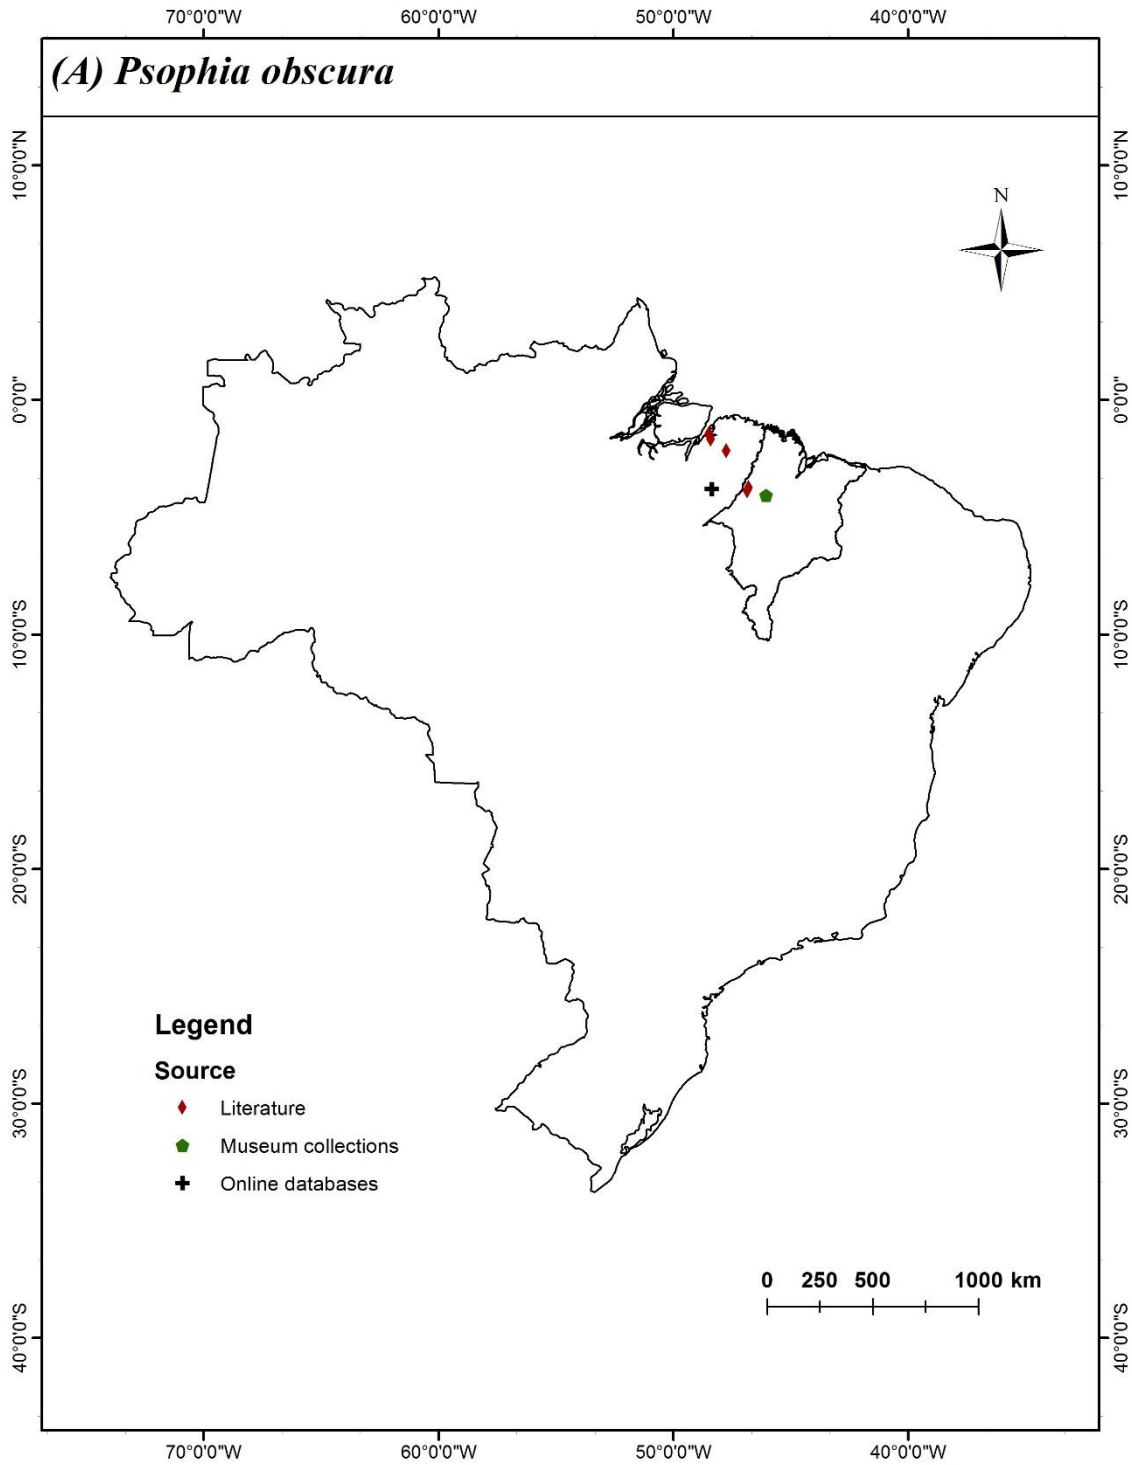 70°0'0"W 60°0'0"W 50°0'0"W 40°0'0"W
(A) Psophia obscura
10°0'0"N 10°0'0"N
N
0°0'0" 0°0'0"
10°0'0"S 10°0'0"S
20°0'0"S 20°0'0"S
Legend
Source
30°0'0"S 30°0'0"S
Literature
Museum collections
Online databases
0 250 500 1000 km
40°0'0"S 40°0'0"S
70°0'0"W 60°0'0"W 50°0'0"W 40°0'0"W